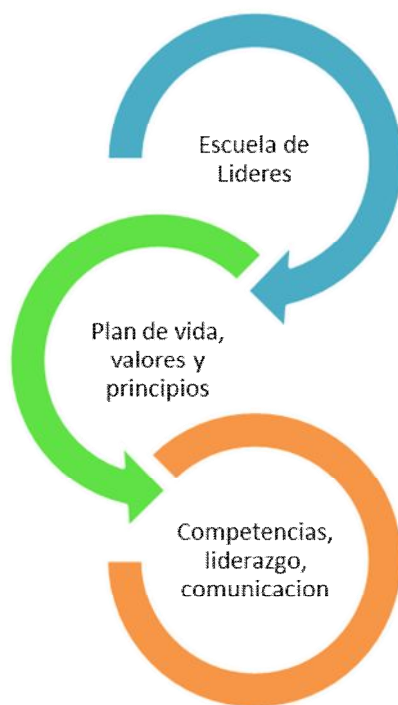 Escuela de
Lideres
Plan de vida,
valores y
principios
Competencias,
liderazgo,
comunicacion